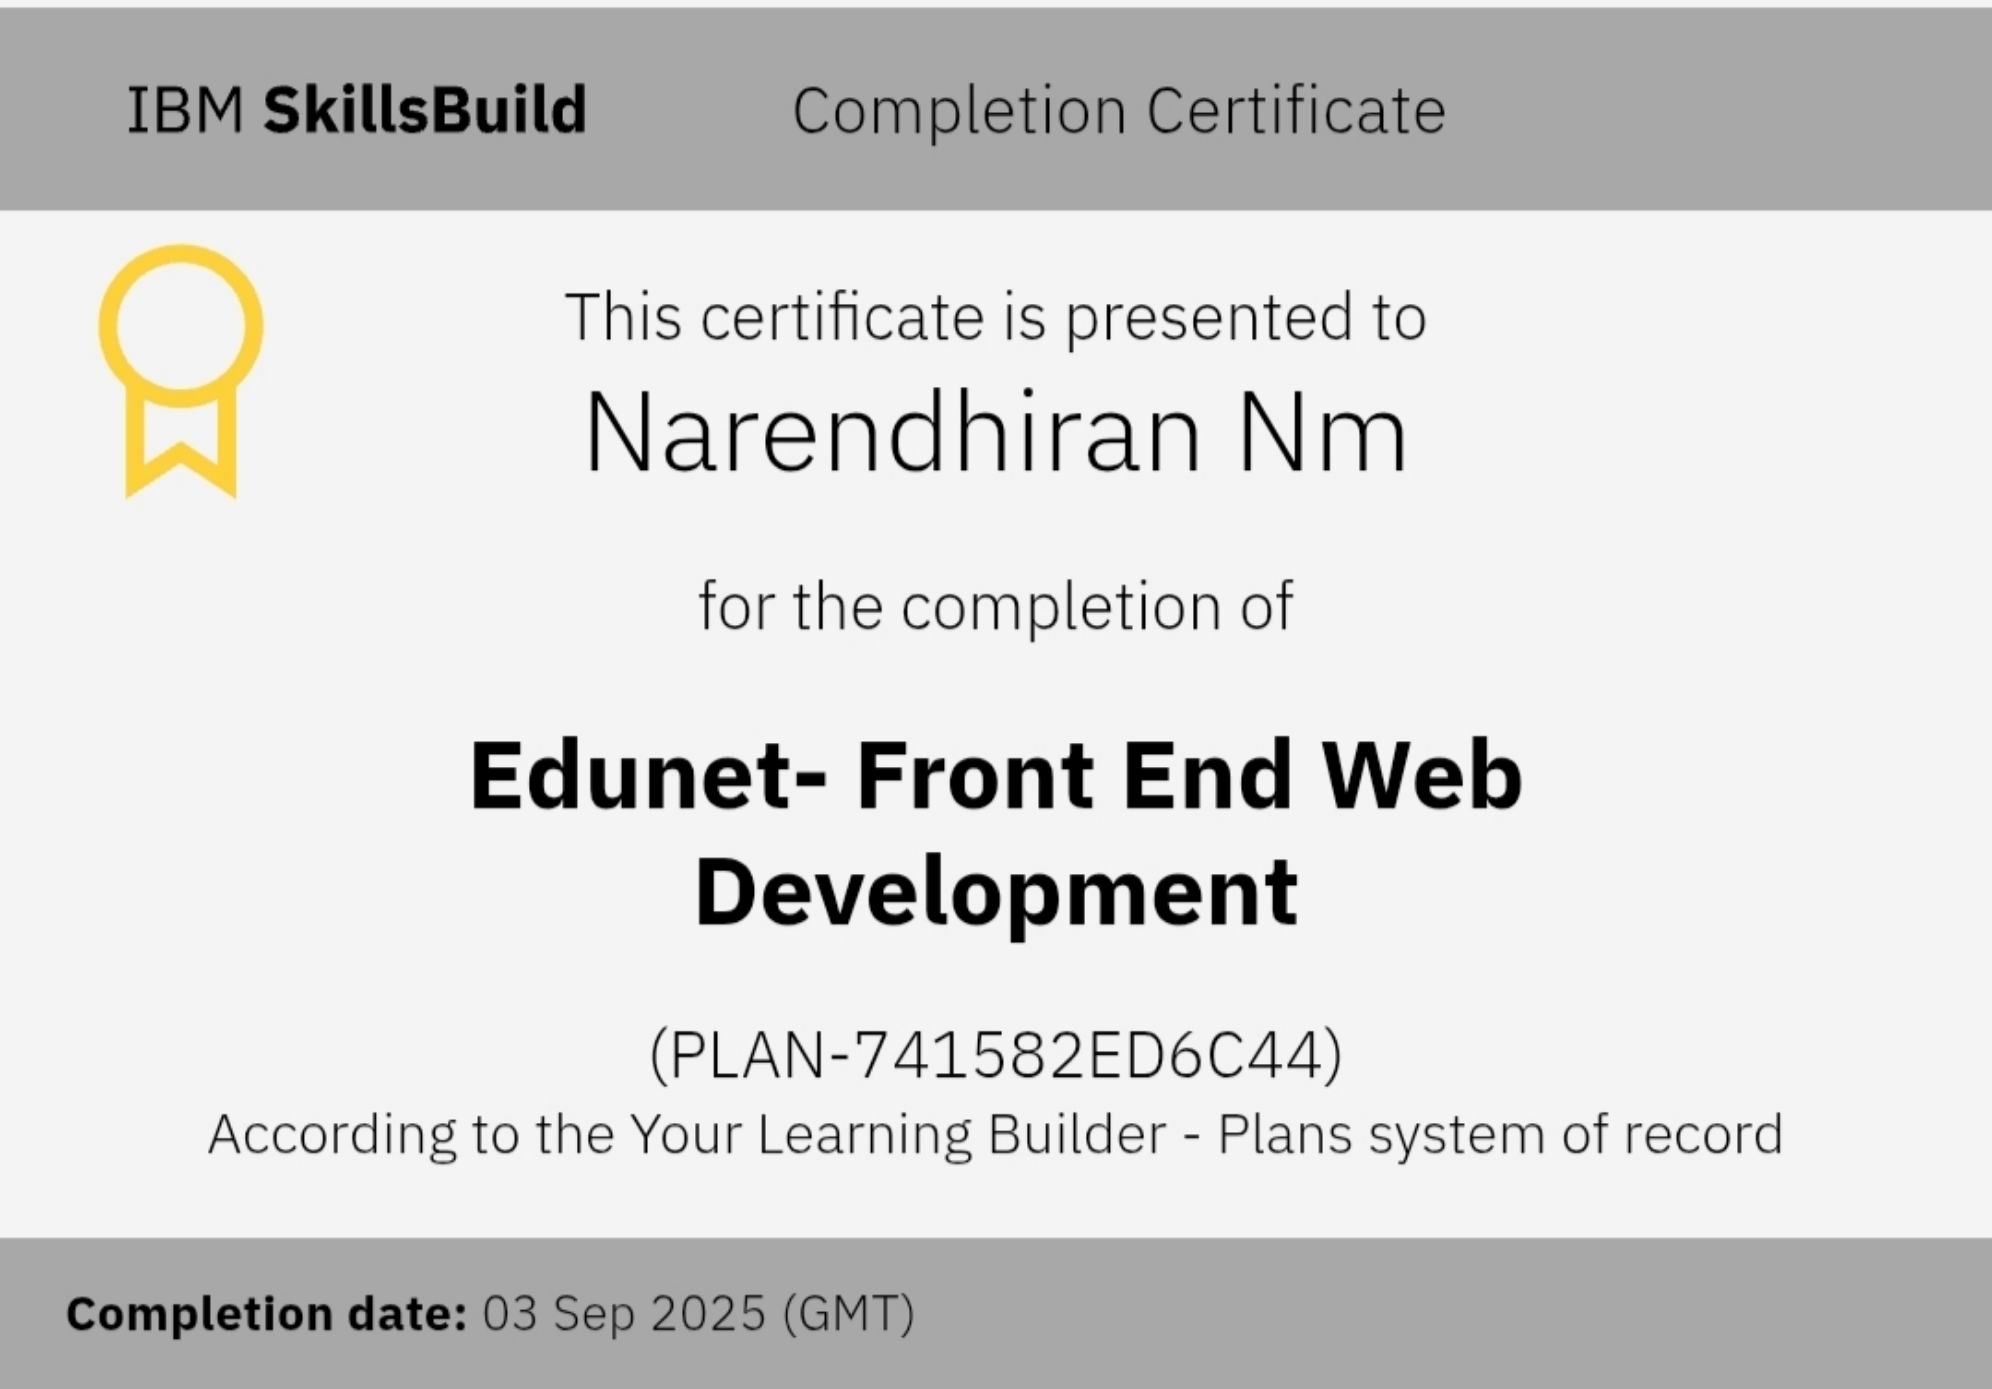 IBM SkillsBuild Completion Certificate
This certificate is presented to
Narendhiran Nm
for the completion of
Edunet- Front End Web
Development
(PLAN-741582ED6C44)
According to the Your Learning Builder - Plans system of record
Completion date: 03 Sep 2025 (GMT)